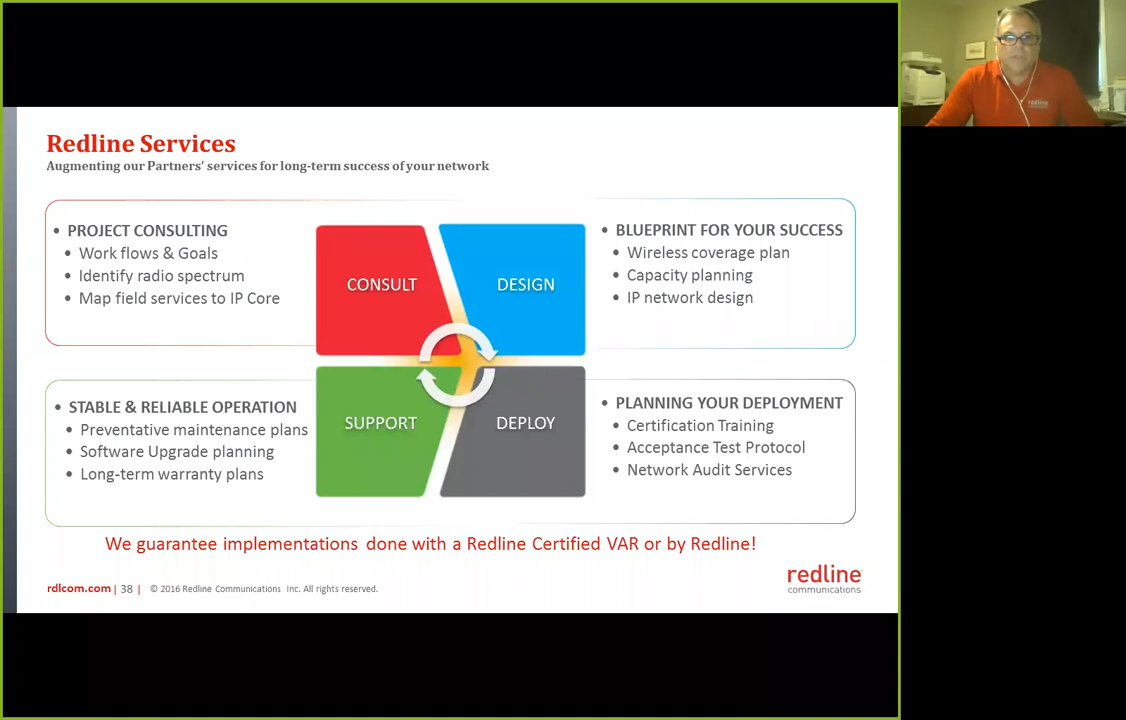 Redline Services
Augmenting our Partners' services for long-term success of your network
• PROJECT CONSULTING
• Work flows & Goals
• Identify radio spectrum
• Map field services to IP Core
CONSULT
DESIGN
• BLUEPRINT FOR YOUR SUCCESS
• Wireless coverage plan
• Capacity planning
• IP network design
• STABLE & RELIABLE OPERATION
• Preventative maintenance plans
• Software Upgrade planning
• Long-term warranty plans
SUPPORT
DEPLOY
• PLANNING YOUR DEPLOYMENT
• Certification Training
• Acceptance Test Protocol
• Network Audit Services
We guarantee implementations done with a Redline Certified VAR or by Redline!
rdlcom.com | 38 | © 2016 Redline Communications Inc. All rights reserved.
redline
communications
redline